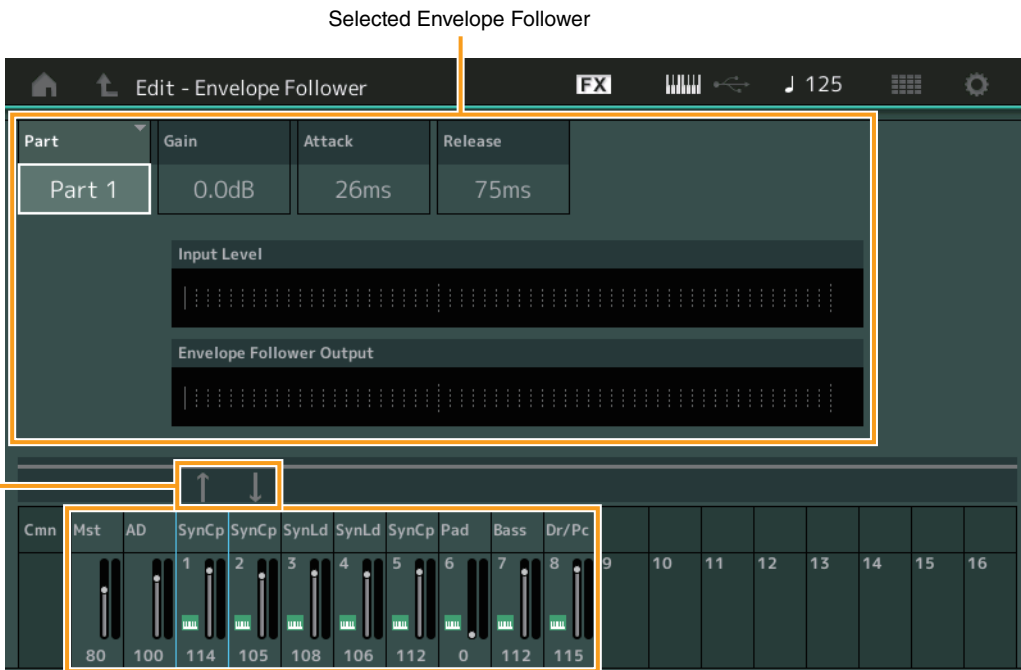 Selected Envelope Follower
Edit - Envelope Follower FX 125
Part Gain Attack Release
Part 1 0.0dB 26ms 75ms
Input Level
Envelope Follower Output
Cmn Mst AD SynCp SynCp SynLd SynLd SynCp Pad Bass Dr/Pc
1 2 3 4 5 6 7 8 9 10 11 12 13 14 15 16
80 100 114 105 108 106 112 0 112 115